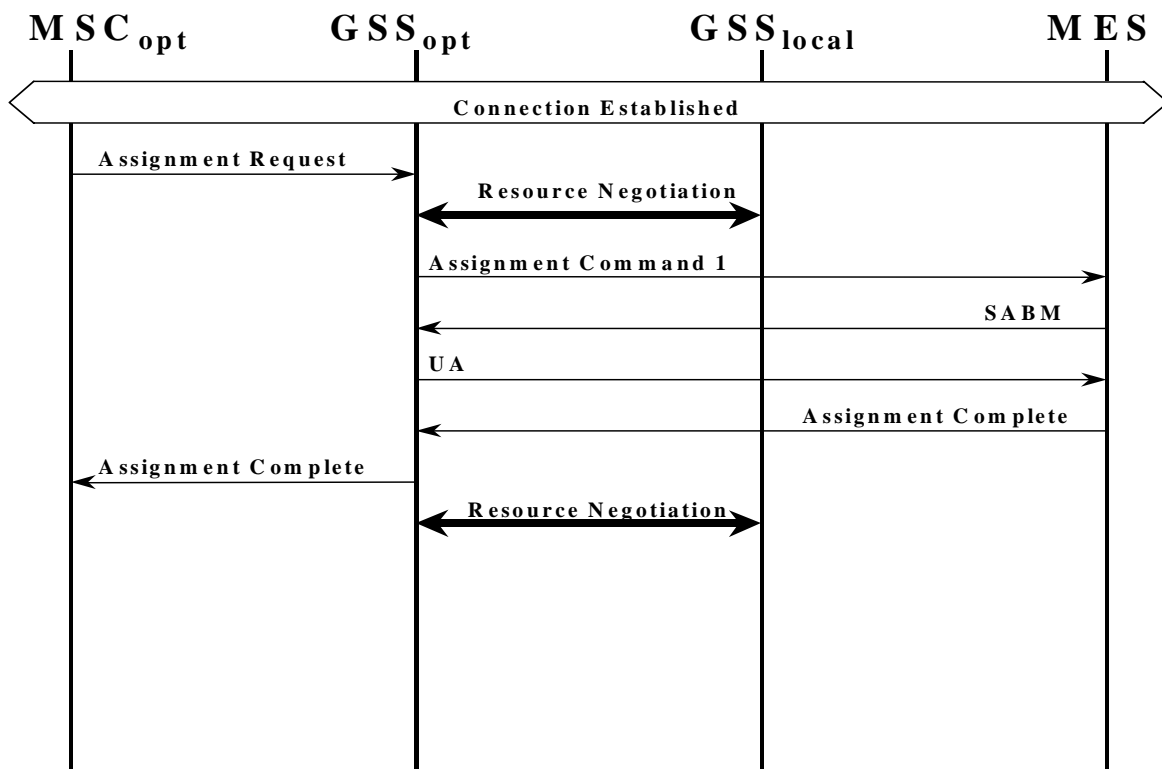 MSCopt GSSopt GSSlocal MES
Connection Established
Assignment Request
Resource Negotiation
Assignment Command 1
SABM
UA
Assignment Complete
Assignment Complete
Resource Negotiation